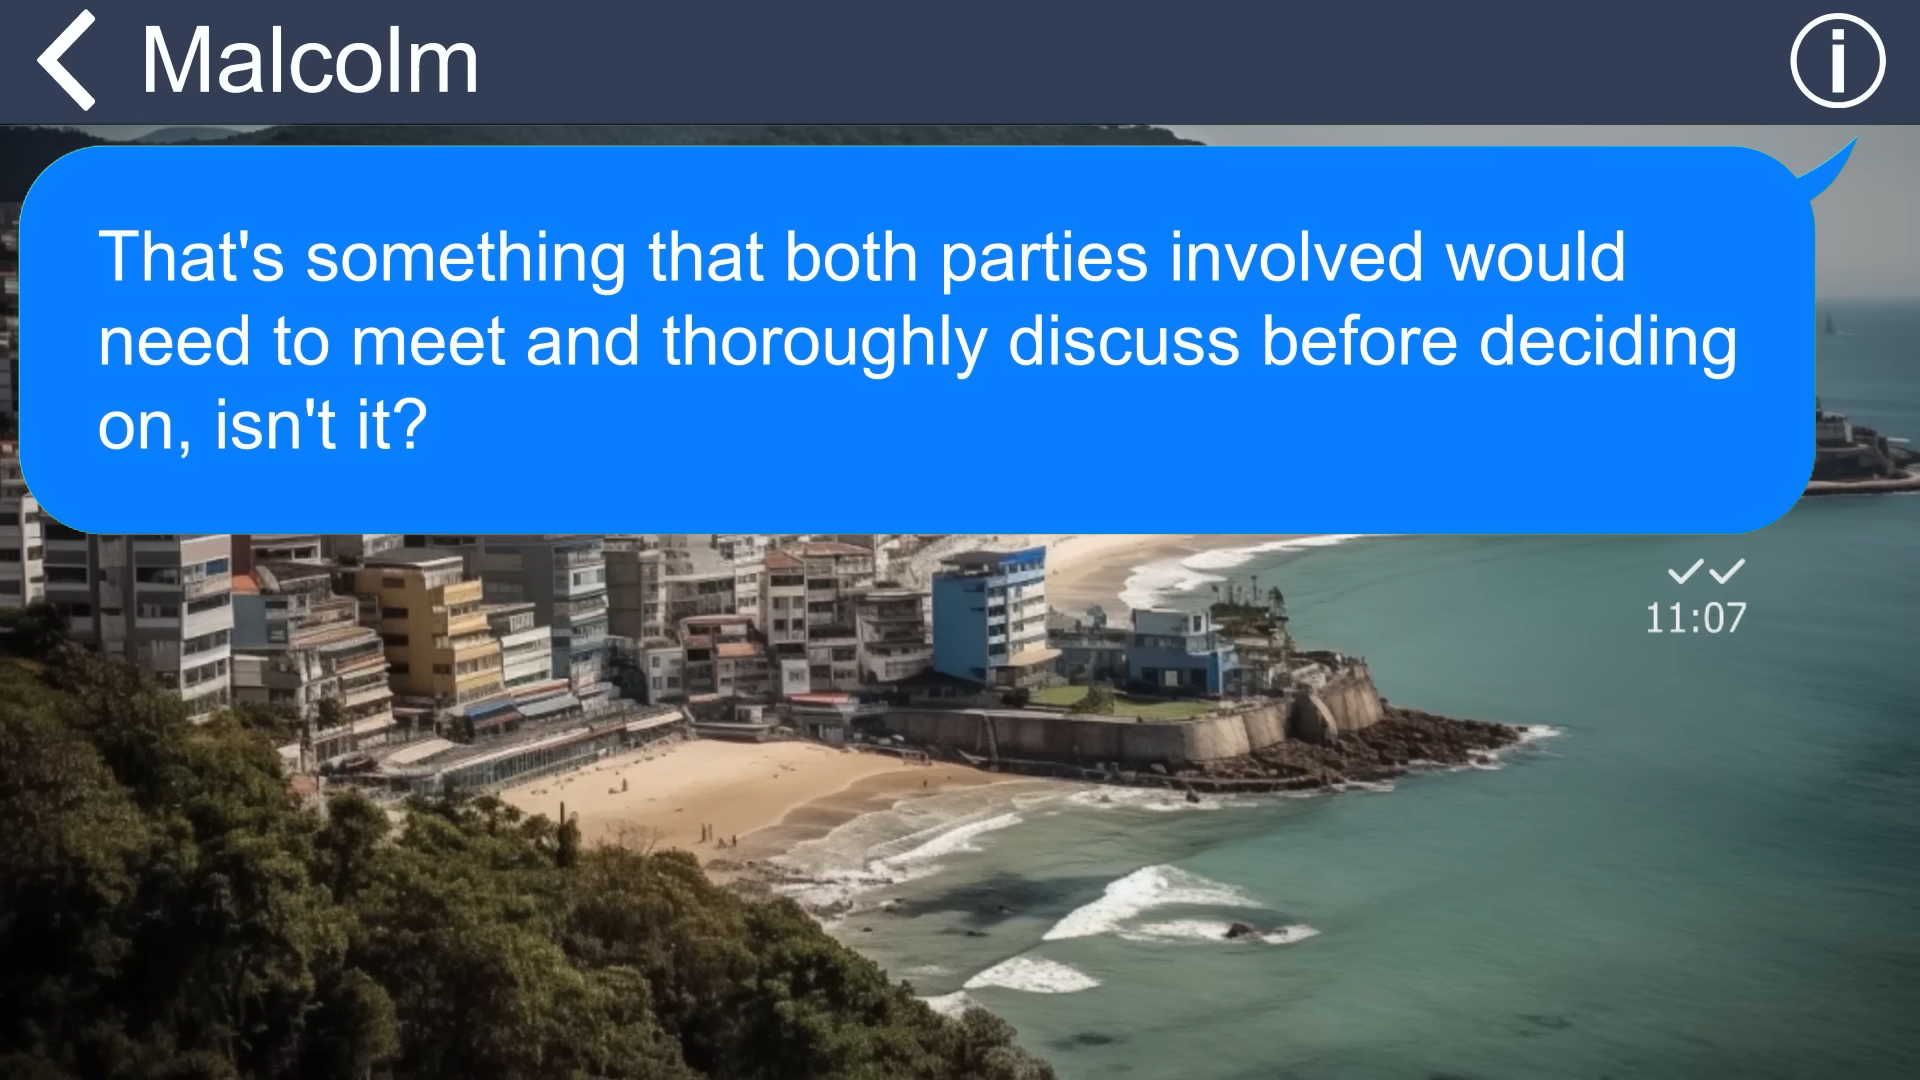 Malcolm
That's something that both parties involved would
need to meet and thoroughly discuss before deciding
on, isn't it?
11:07